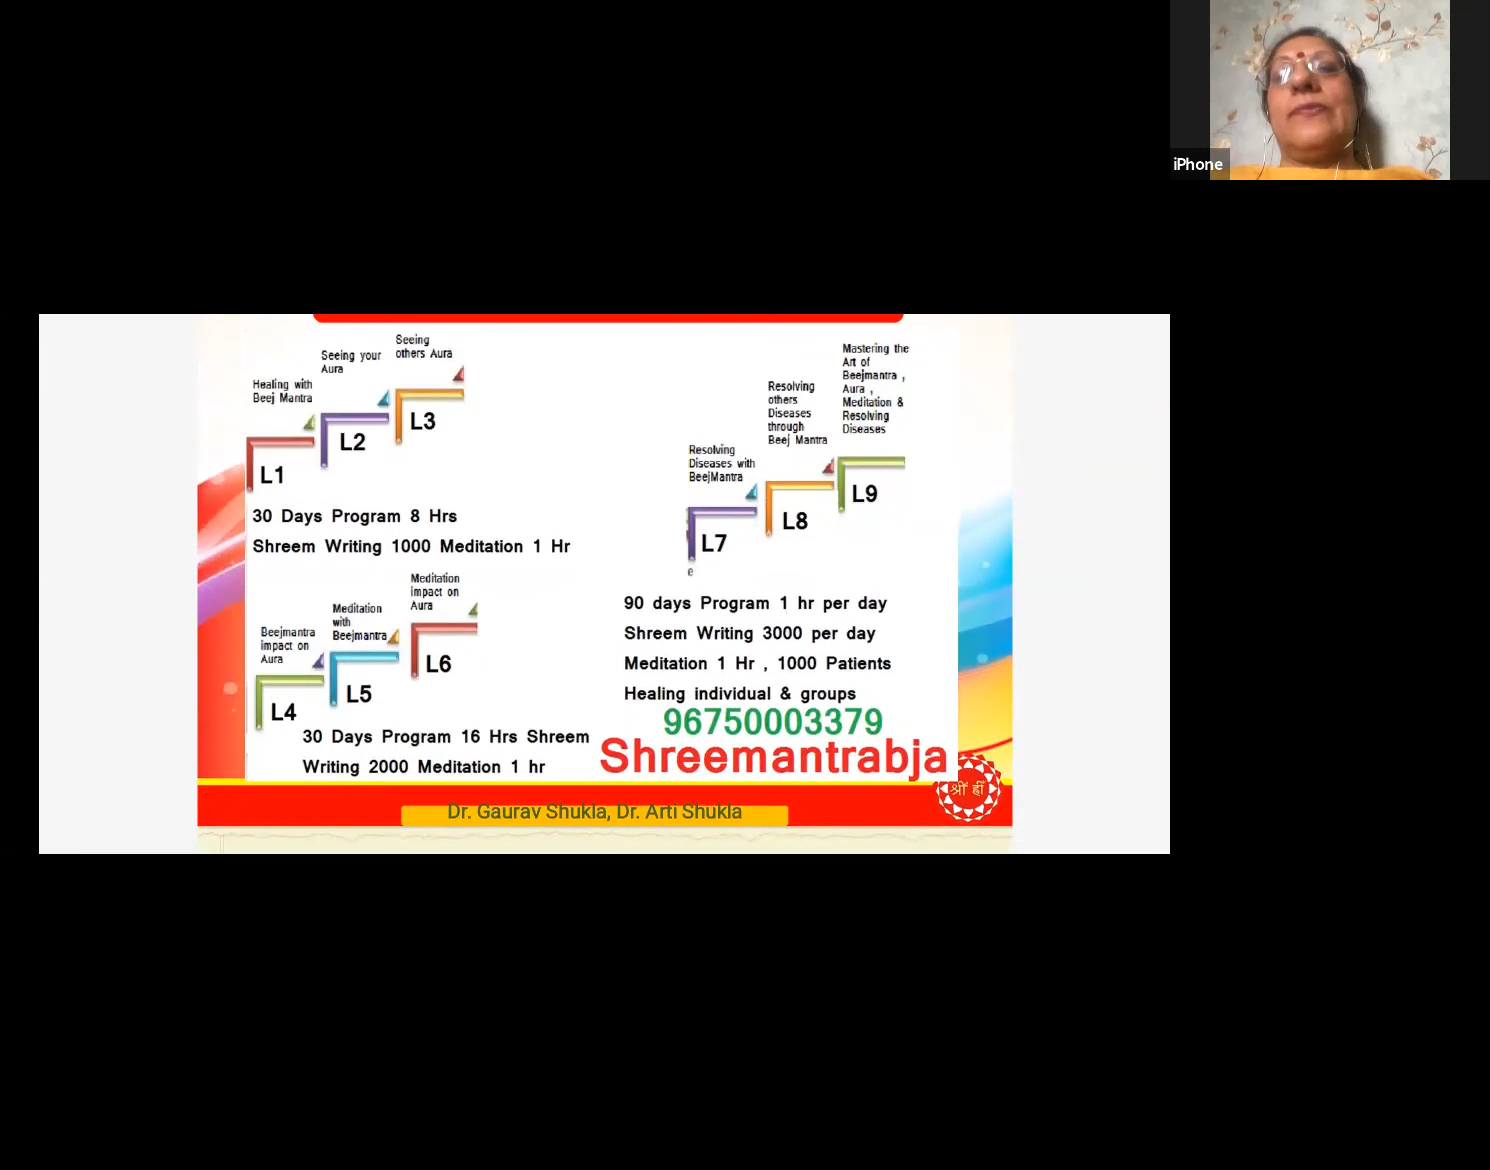 iPhone
Seeing
others Aura
Seeing your
Aura
Healing with
Beej Mantra
L3
L2
L1
30 Days Program 8 Hrs
Shreem Writing 1000 Meditation 1 Hr
Meditation
impact on
Aura
Meditation
with
Beejmantra
Beejmantra
impact on
Aura
L6
L5
L4
30 Days Program 16 Hrs Shreem
Writing 2000 Meditation 1 hr
Mastering the
Art of
Beejmantra ,
Aura ,
Meditation &
Resolving
Diseases
Resolving
others
Diseases
through
Beej Mantra
Resolving
Diseases with
BeejMantra
L9
L8
L7
e
90 days Program 1 hr per day
Shreem Writing 3000 per day
Meditation 1 Hr , 1000 Patients
Healing individual & groups
96750003379
Shreemantrabja
श्रीं ह्रीं
Dr. Gaurav Shukla, Dr. Arti Shukla